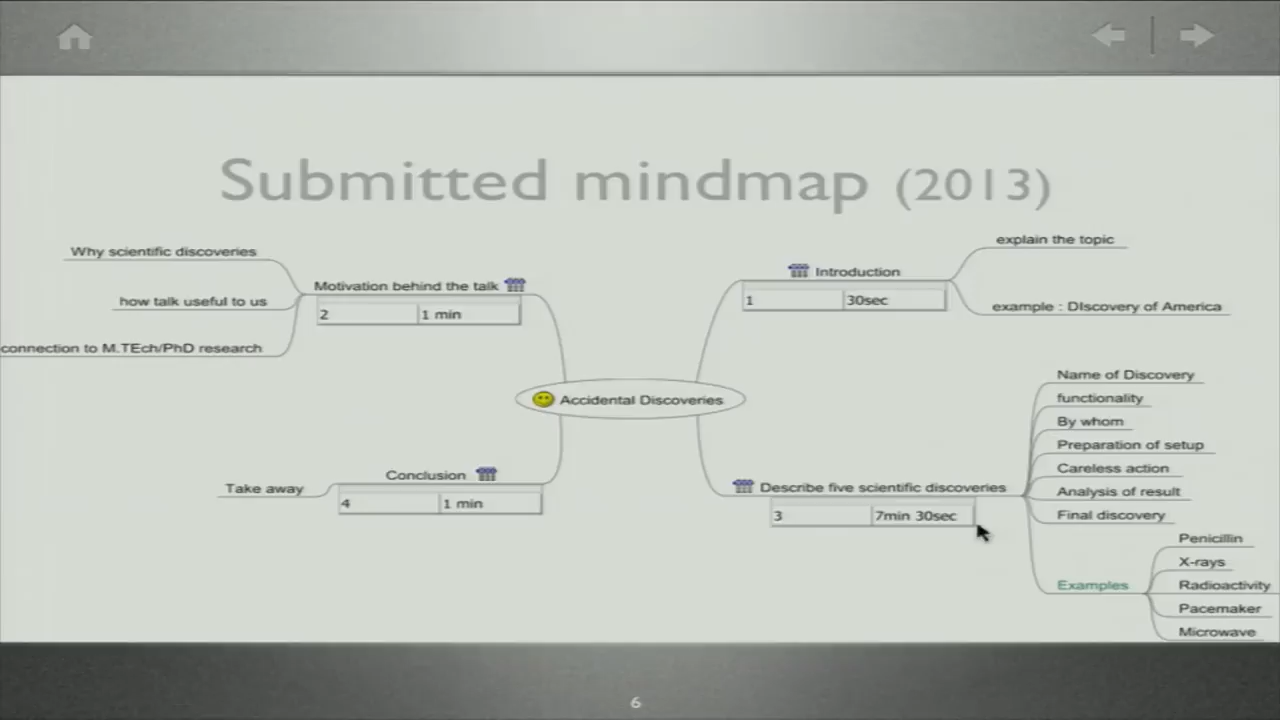 Submitted mindmap (2013)
Why scientific discoveries
how talk useful to us
connection to M.TEch/PhD research
Motivation behind the talk
2 1 min
Introduction
1 30sec
explain the topic
example : DIscovery of America
Accidental Discoveries
Conclusion
4 1 min
Take away
Describe five scientific discoveries
3 7min 30sec
Name of Discovery
functionality
By whom
Preparation of setup
Careless action
Analysis of result
Final discovery
Examples
Penicillin
X-rays
Radioactivity
Pacemaker
Microwave
6